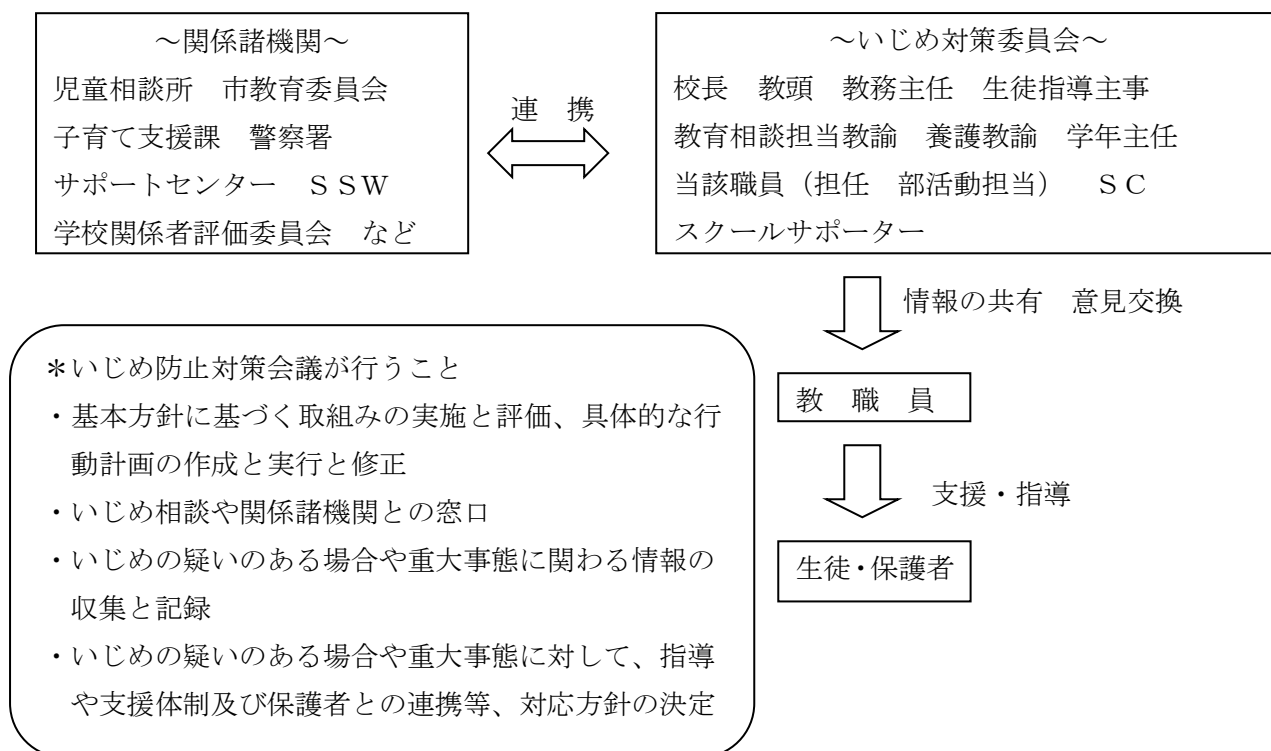 ～関係諸機関～
児童相談所　市教育委員会
子育て支援課　警察署
サポートセンター　ＳＳＷ
学校関係者評価委員会　など
連　携
～いじめ対策委員会～
校長　教頭　教務主任　生徒指導主事
教育相談担当教諭　養護教諭　学年主任
当該職員（担任　部活動担当）　ＳＣ
スクールサポーター
情報の共有　意見交換
教　職　員
支援・指導
生徒・保護者
＊いじめ防止対策会議が行うこと
・基本方針に基づく取組みの実施と評価、具体的な行
動計画の作成と実行と修正
・いじめ相談や関係諸機関との窓口
・いじめの疑いのある場合や重大事態に関わる情報の
収集と記録
・いじめの疑いのある場合や重大事態に対して、指導
や支援体制及び保護者との連携等、対応方針の決定